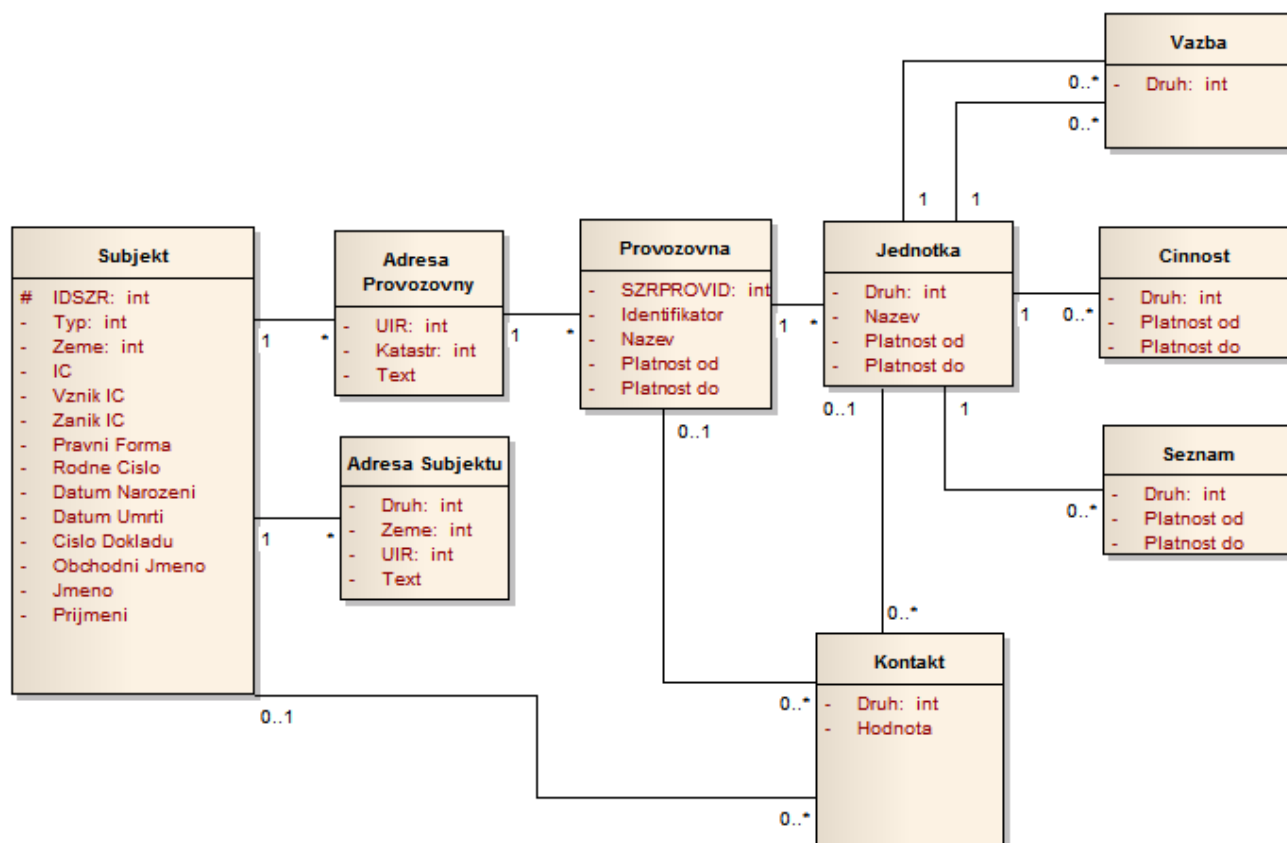 Vazba
- Druh: int
0..*
0..*
1
1
Subjekt
# IDSZR: int
- Typ: int
- Zeme: int
- IC
- Vznik IC
- Zanik IC
- Pravni Forma
- Rodne Cislo
- Datum Narozeni
- Datum Umrti
- Cislo Dokladu
- Obchodni Jmeno
- Jmeno
- Prijmeni
1
*
1
*
0..1
Adresa
Provozovny
- UIR: int
- Katastr: int
- Text
1
*
Adresa Subjektu
- Druh: int
- Zeme: int
- UIR: int
- Text
Provozovna
- SZRPROVID: int
- Identifikator
- Nazev
- Platnost od
- Platnost do
1
*
0..1
Jednotka
- Druh: int
- Nazev
- Platnost od
- Platnost do
1
0..*
0..1
1
Cinnost
- Druh: int
- Platnost od
- Platnost do
Seznam
- Druh: int
- Platnost od
- Platnost do
0..*
0..*
Kontakt
- Druh: int
- Hodnota
0..*
0..*